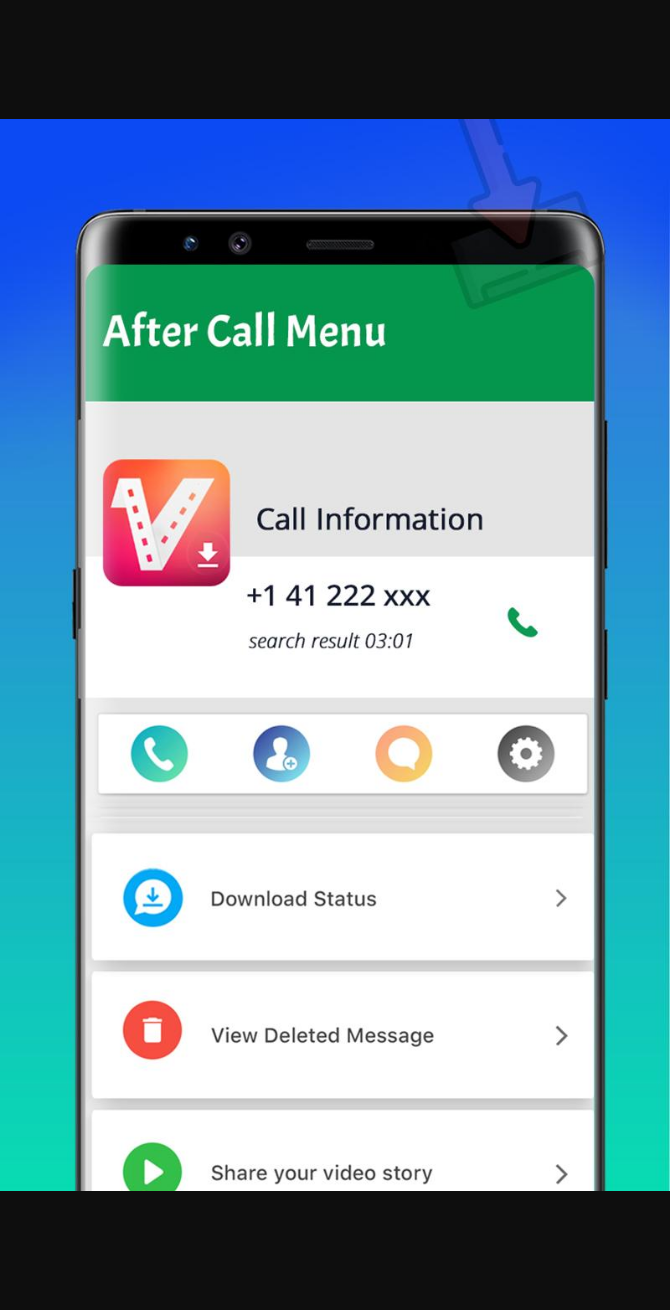 After Call Menu
Call Information
+1 41 222 xxx
search result 03:01
Download Status
View Deleted Message
Share your video story